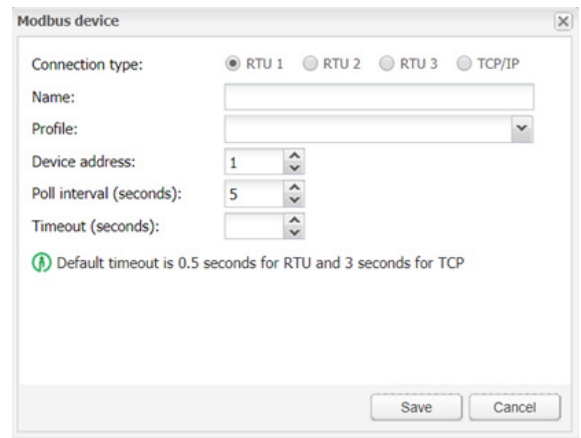 Modbus device
Connection type: RTU 1 RTU 2 RTU 3 TCP/IP
Name:
Profile:
Device address: 1
Poll interval (seconds): 5
Timeout (seconds):
Default timeout is 0.5 seconds for RTU and 3 seconds for TCP
Save Cancel